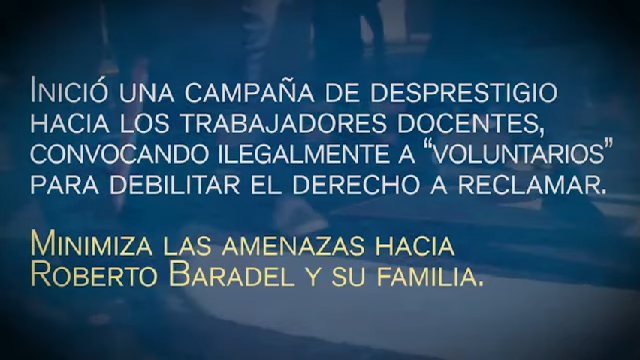 Inició una campaña de desprestigio
hacia los trabajadores docentes,
convocando ilegalmente a “voluntarios”
para debilitar el derecho a reclamar.
Minimiza las amenazas hacia
Roberto Baradel y su familia.